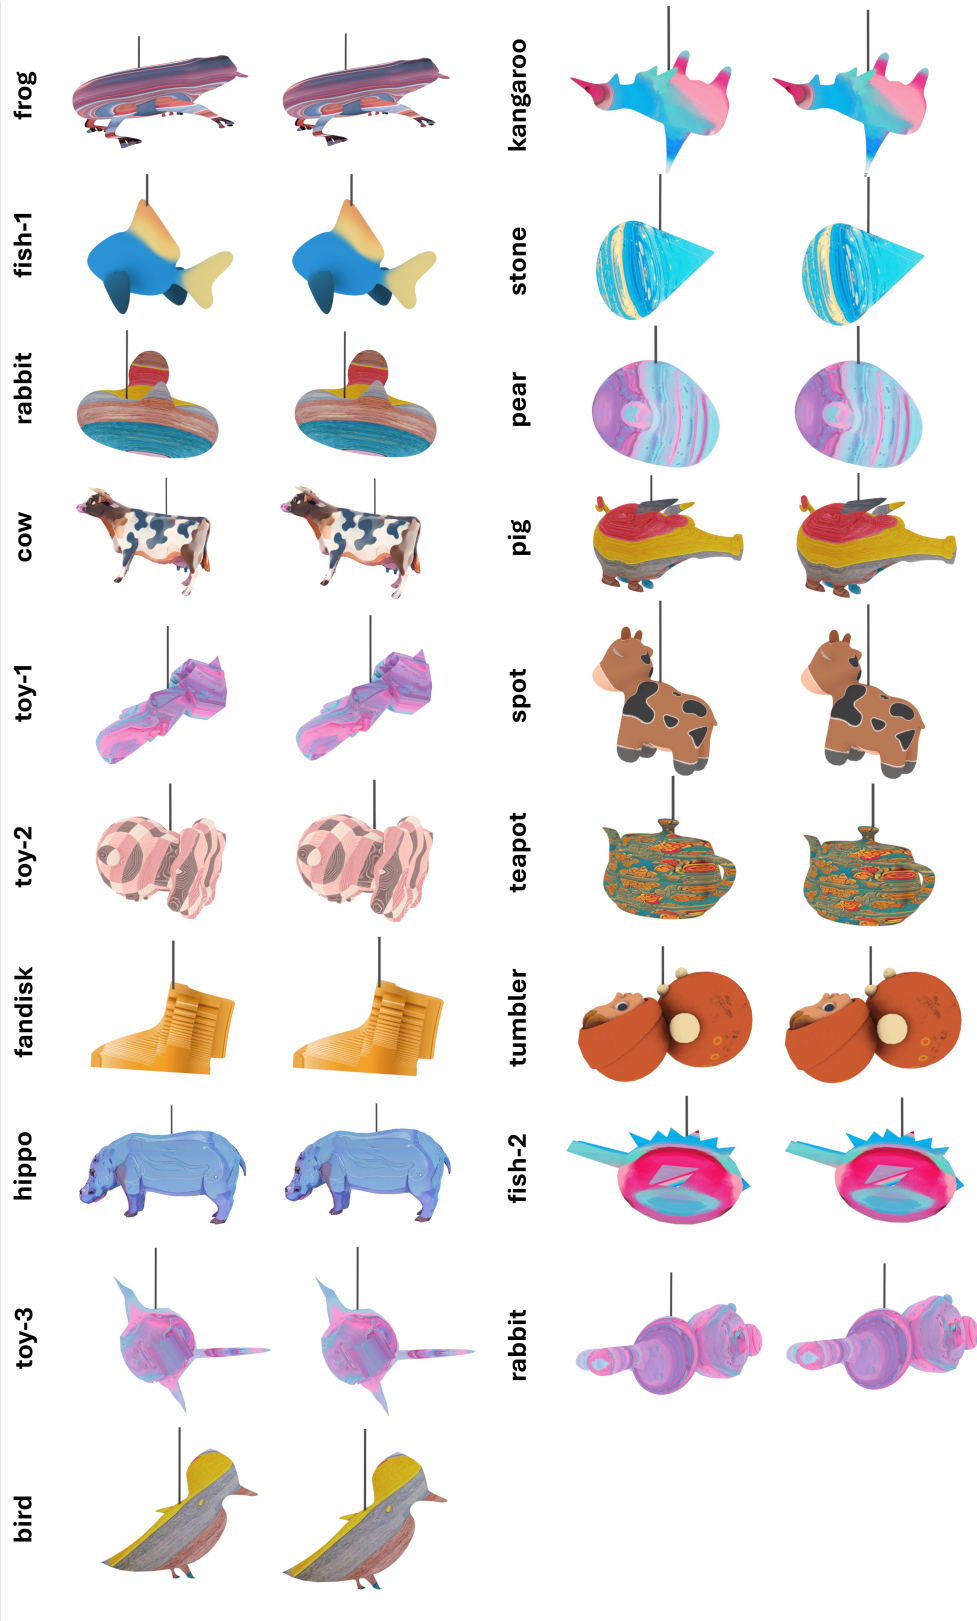 frog
fish-1
rabbit
cow
toy-1
toy-2
fandisk
hippo
toy-3
bird
kangaroo
stone
pear
pig
spot
teapot
tumbler
fish-2
rabbit